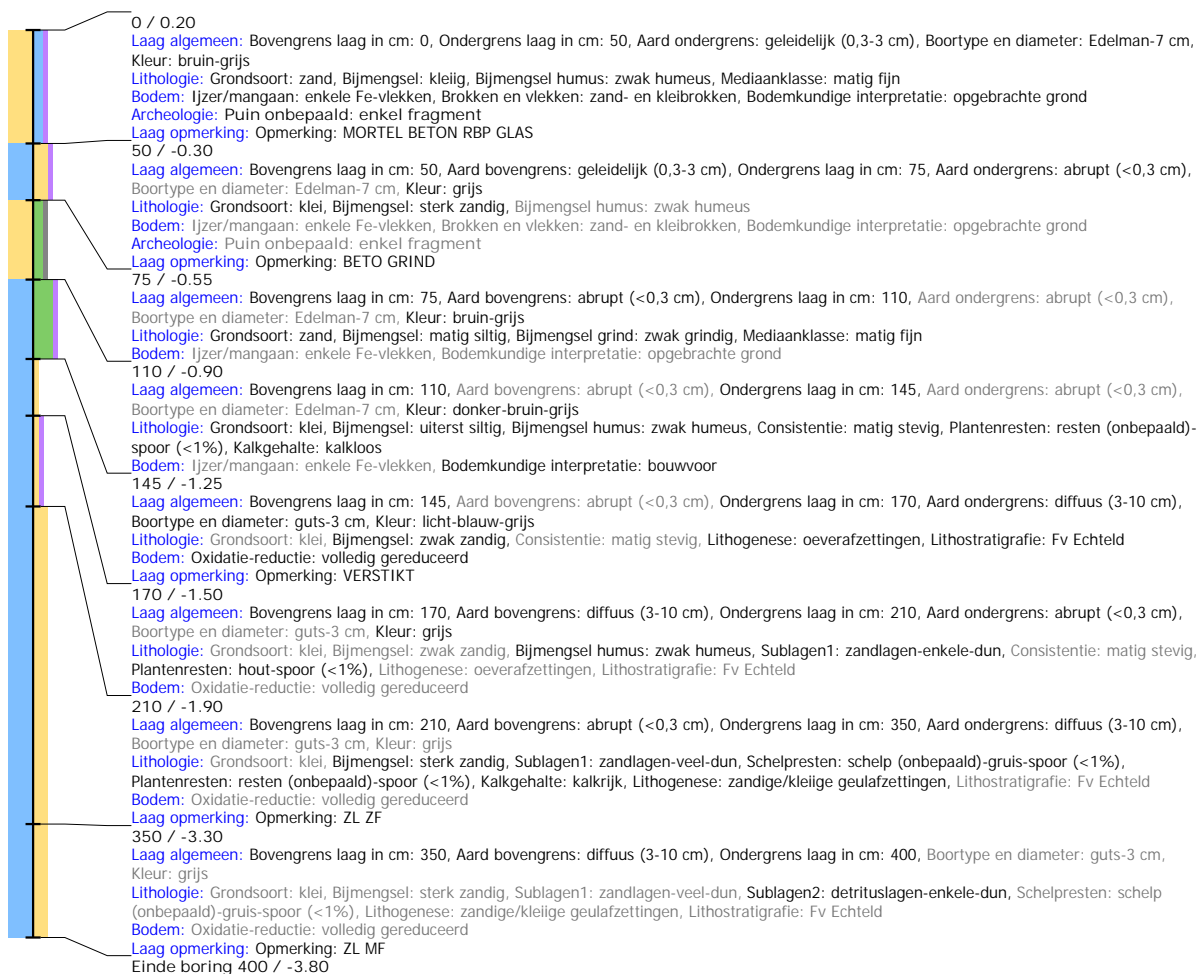 0 / 0.20
Laag algemeen: Bovengrens laag in cm: 0, Ondergrens laag in cm: 50, Aard ondergrens: geleidelijk (0,3-3 cm), Boortype en diameter: Edelman-7 cm,
Kleur: bruin-grijs
Lithologie: Grondsoort: zand, Bijmengsel: kleiig, Bijmengsel humus: zwak humeus, Mediaanklasse: matig fijn
Bodem: Ijzer/mangaan: enkele Fe-vlekken, Brokken en vlekken: zand- en kleibrokken, Bodemkundige interpretatie: opgebrachte grond
Archeologie: Puin onbepaald: enkel fragment
Laag opmerking: Opmerking: MORTEL BETON RBP GLAS
50 / -0.30
Laag algemeen: Bovengrens laag in cm: 50, Aard bovengrens: geleidelijk (0,3-3 cm), Ondergrens laag in cm: 75, Aard ondergrens: abrupt (<0,3 cm),
Boortype en diameter: Edelman-7 cm, Kleur: grijs
Lithologie: Grondsoort: klei, Bijmengsel: sterk zandig, Bijmengsel humus: zwak humeus
Bodem: Ijzer/mangaan: enkele Fe-vlekken, Brokken en vlekken: zand- en kleibrokken, Bodemkundige interpretatie: opgebrachte grond
Archeologie: Puin onbepaald: enkel fragment
Laag opmerking: Opmerking: BETO GRIND
75 / -0.55
Laag algemeen: Bovengrens laag in cm: 75, Aard bovengrens: abrupt (<0,3 cm), Ondergrens laag in cm: 110, Aard ondergrens: abrupt (<0,3 cm),
Boortype en diameter: Edelman-7 cm, Kleur: bruin-grijs
Lithologie: Grondsoort: zand, Bijmengsel: matig siltig, Bijmengsel grind: zwak grindig, Mediaanklasse: matig fijn
Bodem: Ijzer/mangaan: enkele Fe-vlekken, Bodemkundige interpretatie: opgebrachte grond
110 / -0.90
Laag algemeen: Bovengrens laag in cm: 110, Aard bovengrens: abrupt (<0,3 cm), Ondergrens laag in cm: 145, Aard ondergrens: abrupt (<0,3 cm),
Boortype en diameter: Edelman-7 cm, Kleur: donker-bruin-grijs
Lithologie: Grondsoort: klei, Bijmengsel: uiterst siltig, Bijmengsel humus: zwak humeus, Consistentie: matig stevig, Plantenresten: resten (onbepaald)-
spoor (<1%), Kalkgehalte: kalkloos
Bodem: Ijzer/mangaan: enkele Fe-vlekken, Bodemkundige interpretatie: bouwvoor
145 / -1.25
Laag algemeen: Bovengrens laag in cm: 145, Aard bovengrens: abrupt (<0,3 cm), Ondergrens laag in cm: 170, Aard ondergrens: diffuus (3-10 cm),
Boortype en diameter: guts-3 cm, Kleur: licht-blauw-grijs
Lithologie: Grondsoort: klei, Bijmengsel: zwak zandig, Consistentie: matig stevig, Lithogenese: oeverafzettingen, Lithostratigrafie: Fv Echteld
Bodem: Oxidatie-reductie: volledig gereduceerd
Laag opmerking: Opmerking: VERSTIKT
170 / -1.50
Laag algemeen: Bovengrens laag in cm: 170, Aard bovengrens: diffuus (3-10 cm), Ondergrens laag in cm: 210, Aard ondergrens: abrupt (<0,3 cm),
Boortype en diameter: guts-3 cm, Kleur: grijs
Lithologie: Grondsoort: klei, Bijmengsel: zwak zandig, Bijmengsel humus: zwak humeus, Sublagen1: zandlagen-enkele-dun, Consistentie: matig stevig,
Plantenresten: hout-spoor (<1%), Lithogenese: oeverafzettingen, Lithostratigrafie: Fv Echteld
Bodem: Oxidatie-reductie: volledig gereduceerd
210 / -1.90
Laag algemeen: Bovengrens laag in cm: 210, Aard bovengrens: abrupt (<0,3 cm), Ondergrens laag in cm: 350, Aard ondergrens: diffuus (3-10 cm),
Boortype en diameter: guts-3 cm, Kleur: grijs
Lithologie: Grondsoort: klei, Bijmengsel: sterk zandig, Sublagen1: zandlagen-veel-dun, Schelpresten: schelp (onbepaald)-gruis-spoor (<1%),
Plantenresten: resten (onbepaald)-spoor (<1%), Kalkgehalte: kalkrijk, Lithogenese: zandige/kleiige geulafzettingen, Lithostratigrafie: Fv Echteld
Bodem: Oxidatie-reductie: volledig gereduceerd
Laag opmerking: Opmerking: ZL ZF
350 / -3.30
Laag algemeen: Bovengrens laag in cm: 350, Aard bovengrens: diffuus (3-10 cm), Ondergrens laag in cm: 400, Boortype en diameter: guts-3 cm,
Kleur: grijs
Lithologie: Grondsoort: klei, Bijmengsel: sterk zandig, Sublagen1: zandlagen-veel-dun, Sublagen2: detrituslagen-enkele-dun, Schelpresten: schelp
(onbepaald)-gruis-spoor (<1%), Lithogenese: zandige/kleiige geulafzettingen, Lithostratigrafie: Fv Echteld
Bodem: Oxidatie-reductie: volledig gereduceerd
Laag opmerking: Opmerking: ZL MF
Einde boring 400 / -3.80